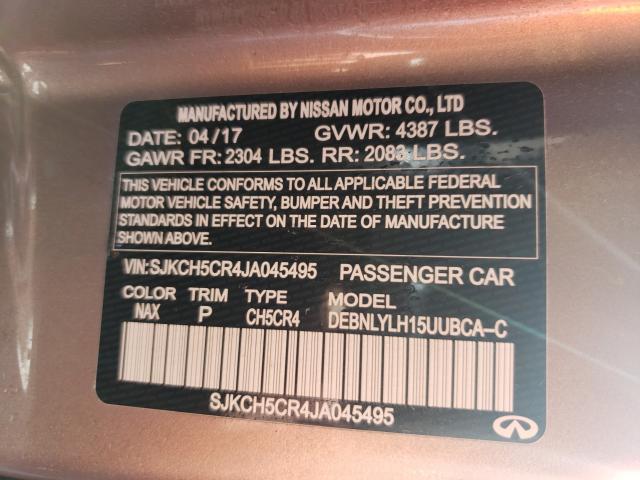 MANUFACTURED BY NISSAN MOTOR CO., LTD
DATE: 04/17 GVWR: 4387 LBS.
GAWR FR: 2304 LBS. RR: 2083 LBS.
THIS VEHICLE CONFORMS TO ALL APPLICABLE FEDERAL
MOTOR VEHICLE SAFETY, BUMPER AND THEFT PREVENTION
STANDARDS IN EFFECT ON THE DATE OF MANUFACTURE
SHOWN ABOVE.
VIN:SJKCH5CR4JA045495 PASSENGER CAR
COLOR TRIM TYPE MODEL
NAX P CH5CR4 DEBNLYLH15UUBCA-C
SJKCH5CR4JA045495